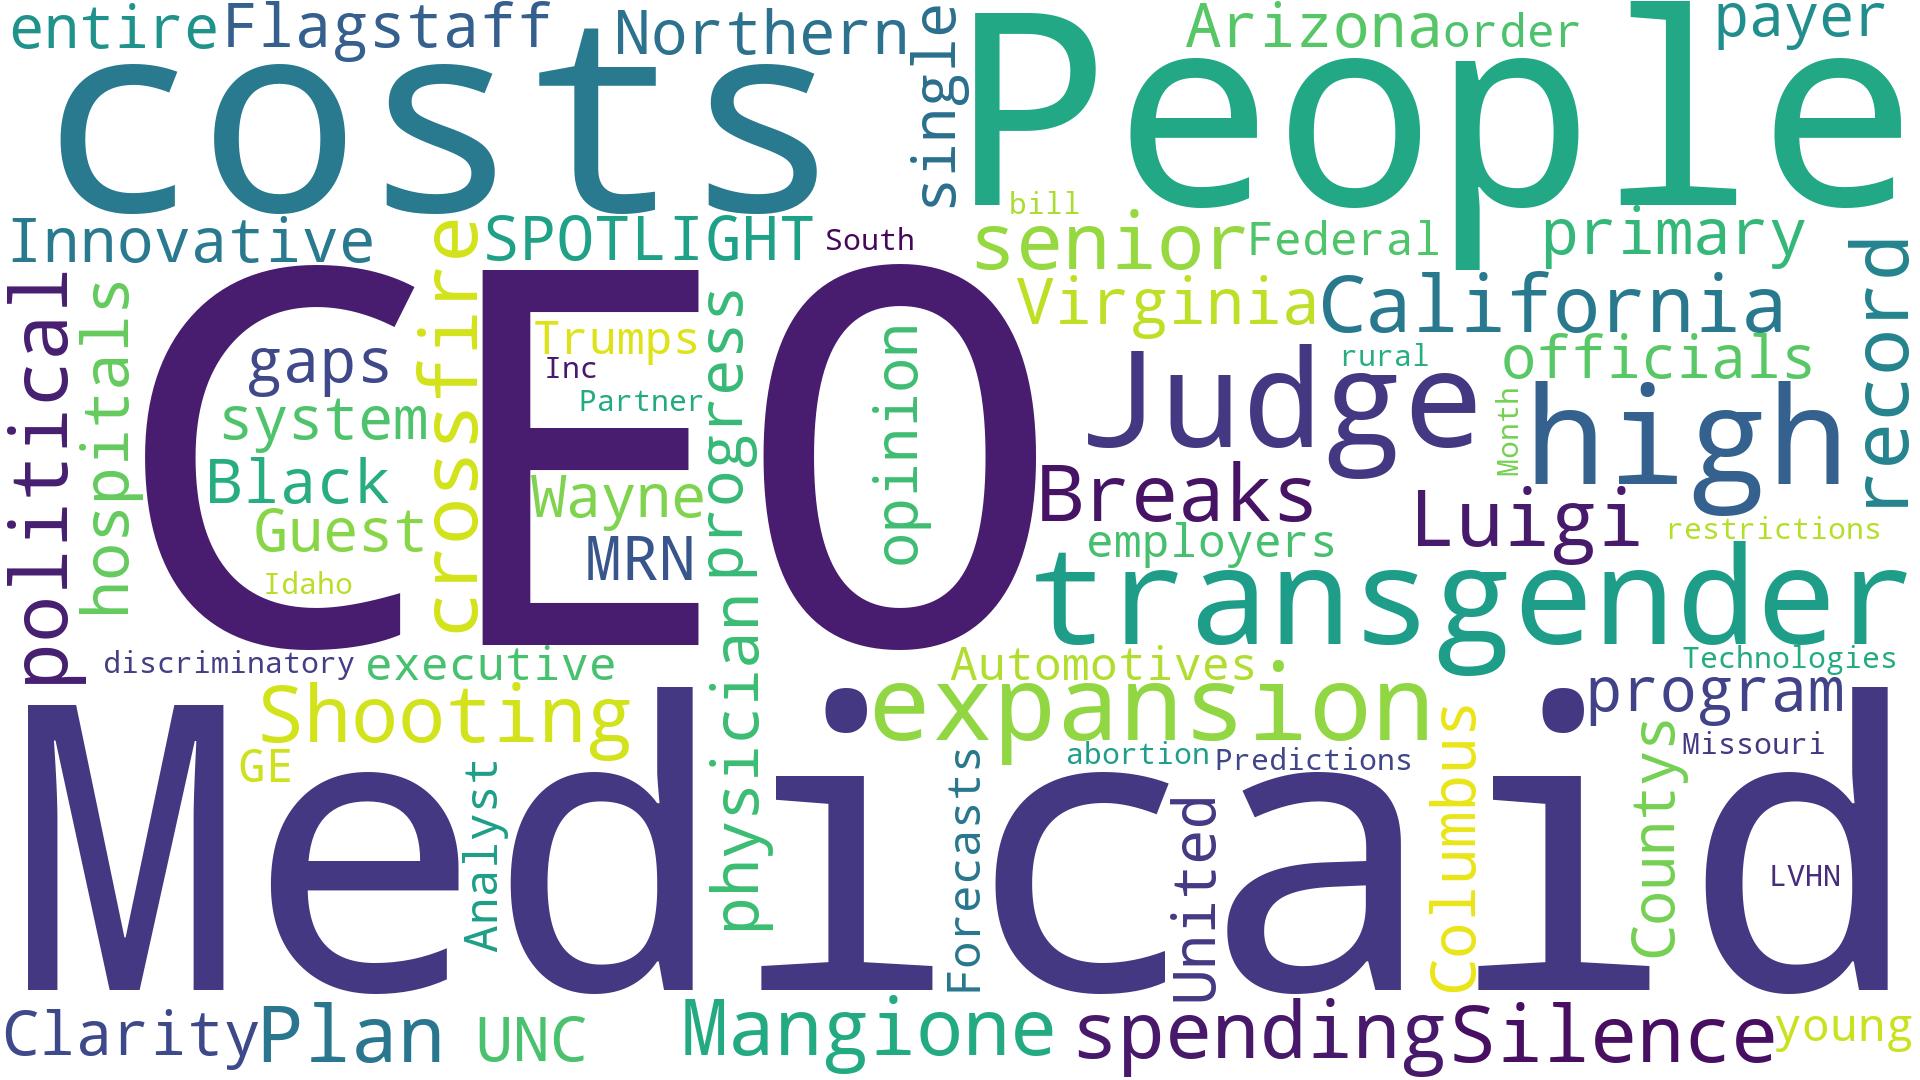 entire
Flagstaff
Northern
single
Arizona
order
payer
costs
People
bill
Innovative
crossfire
SPOTLIGHT
South
senior
Federal
primary
record
political
hospitals
Virginia
California
CEO
gaps
Trumps
Inc
Partner
progress
opinion
Judge
rural
officials
system
Month
high
Black
Wayne
Breaks
Luigi
restrictions
Guest
MRN
employers
Idaho
transgender
discriminatory
executive
physician
Automotives
Technologies
Shooting
expansion
program
GE
Analyst
Forecasts
abortion
Predictions
Columbus
Countys
Missouri
Medicaid
United
LVHN
Clarity
Plan
UNC
Mangione
spending
Silence
young